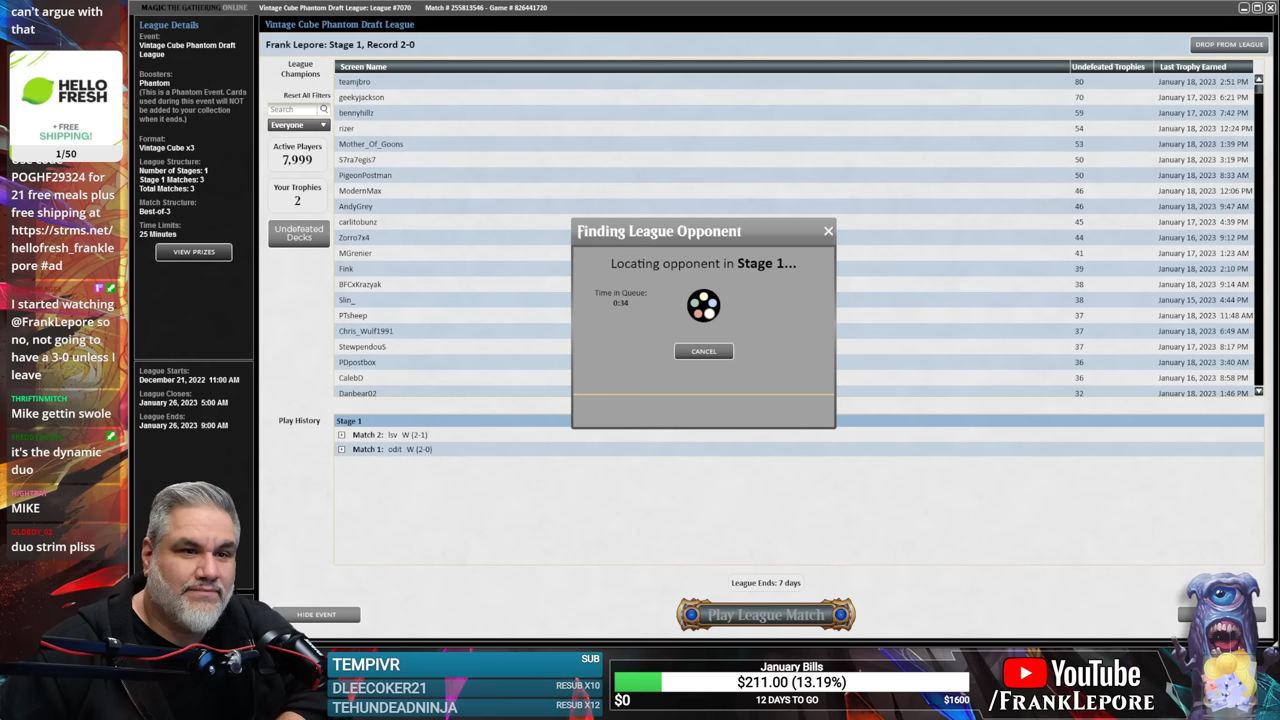 can't argue with
that
HELLO
FRESH
+ FREE
SHIPPING!
1/50
POGHF29324 for
21 free meals plus
free shipping at
https://strms.net/
hellofresh_frankle
pore #ad
I started watching
@FrankLepore so
no, not going to
have a 3-0 unless I
leave
THRIFTINMITCH
Mike gettin swole
it's the dynamic
duo
MIKE
OLDBOY_03
duo strim pliss
MAGIC THE GATHERING ONLINE
Vintage Cube Phantom Draft League: League #7070
Match # 255813546 - Game # 826441720
League Details
Event:
Vintage Cube Phantom Draft
League
Boosters:
Phantom
(This is a Phantom Event. Cards
used during this event will NOT
be added to your collection
when it ends.)
Format:
Vintage Cube x3
League Structure:
Number of Stages: 1
Stage 1 Matches: 3
Total Matches: 3
Match Structure:
Best-of-3
Time Limits:
25 Minutes
VIEW PRIZES
League Starts:
December 21, 2022 11:00 AM
League Closes:
January 26, 2023 5:00 AM
League Ends:
January 26, 2023 9:00 AM
Vintage Cube Phantom Draft League
Frank Lepore: Stage 1, Record 2-0
DROP FROM LEAGUE
League
Champions
Reset All Filters
Search
Everyone
Active Players
7,999
Your Trophies
2
Undefeated
Decks
Screen Name Undefeated Trophies Last Trophy Earned
teamjbro 80 January 18, 2023 2:51 PM
geekyjackson 70 January 17, 2023 6:21 PM
bennyhillz 59 January 17, 2023 7:42 PM
rizer 54 January 18, 2023 12:24 PM
Mother_Of_Goons 53 January 18, 2023 1:39 PM
S7ra7egis7 50 January 18, 2023 3:19 PM
PigeonPostman 50 January 18, 2023 8:33 AM
ModernMax 46 January 18, 2023 12:06 PM
AndyGrey 46 January 18, 2023 9:47 AM
carlitobunz 45 January 17, 2023 4:39 PM
Zorro7x4 44 January 16, 2023 9:12 PM
MGrenier 41 January 17, 2023 1:23 AM
Fink 39 January 18, 2023 2:10 PM
BFCxKrazyak 38 January 18, 2023 9:14 AM
Slin_ 38 January 15, 2023 4:44 PM
PTsheep 37 January 18, 2023 11:48 AM
Chris_Wulf1991 37 January 18, 2023 6:49 AM
StewpendouS 37 January 17, 2023 8:17 PM
PDpostbox 36 January 18, 2023 3:40 AM
CalebD 36 January 16, 2023 8:58 PM
Danbear02 32 January 18, 2023 1:46 PM
Finding League Opponent
Locating opponent in Stage 1...
Time in Queue:
0:34
CANCEL
Play History
Stage 1
Match 2: lsv W (2-1)
Match 1: odit W (2-0)
League Ends: 7 days
HIDE EVENT
Play League Match
TEMPIVR SUB
DLEECOKER21 RESUB X10
TEHUNDEADNINJA RESUB X12
January Bills
$211.00 (13.19%)
$0 12 DAYS TO GO $1600
YouTube
/FRANKLEPORE